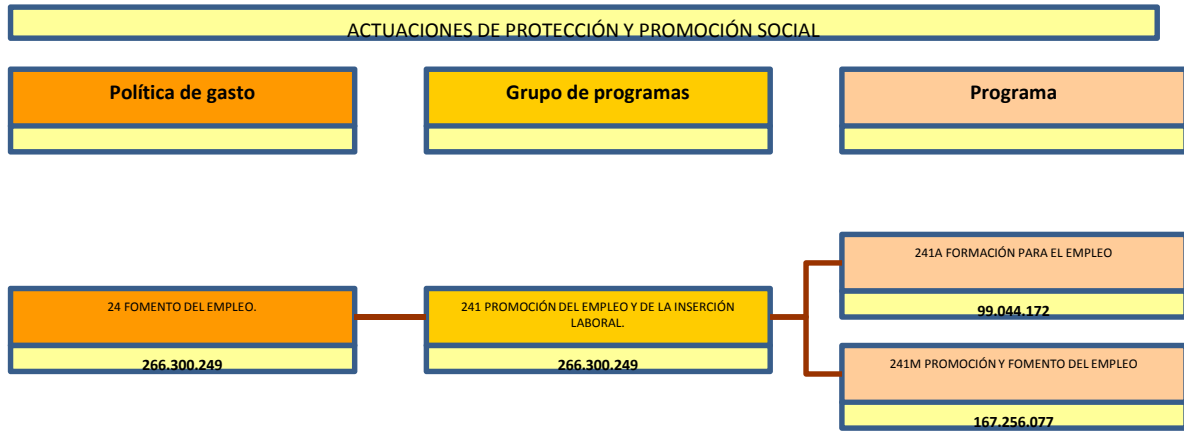 ACTUACIONES DE PROTECCIÓN Y PROMOCIÓN SOCIAL
Política de gasto
Grupo de programas
Programa
24 FOMENTO DEL EMPLEO.
266.300.249
241 PROMOCIÓN DEL EMPLEO Y DE LA INSERCIÓN
LABORAL.
266.300.249
241A FORMACIÓN PARA EL EMPLEO
99.044.172
241M PROMOCIÓN Y FOMENTO DEL EMPLEO
167.256.077